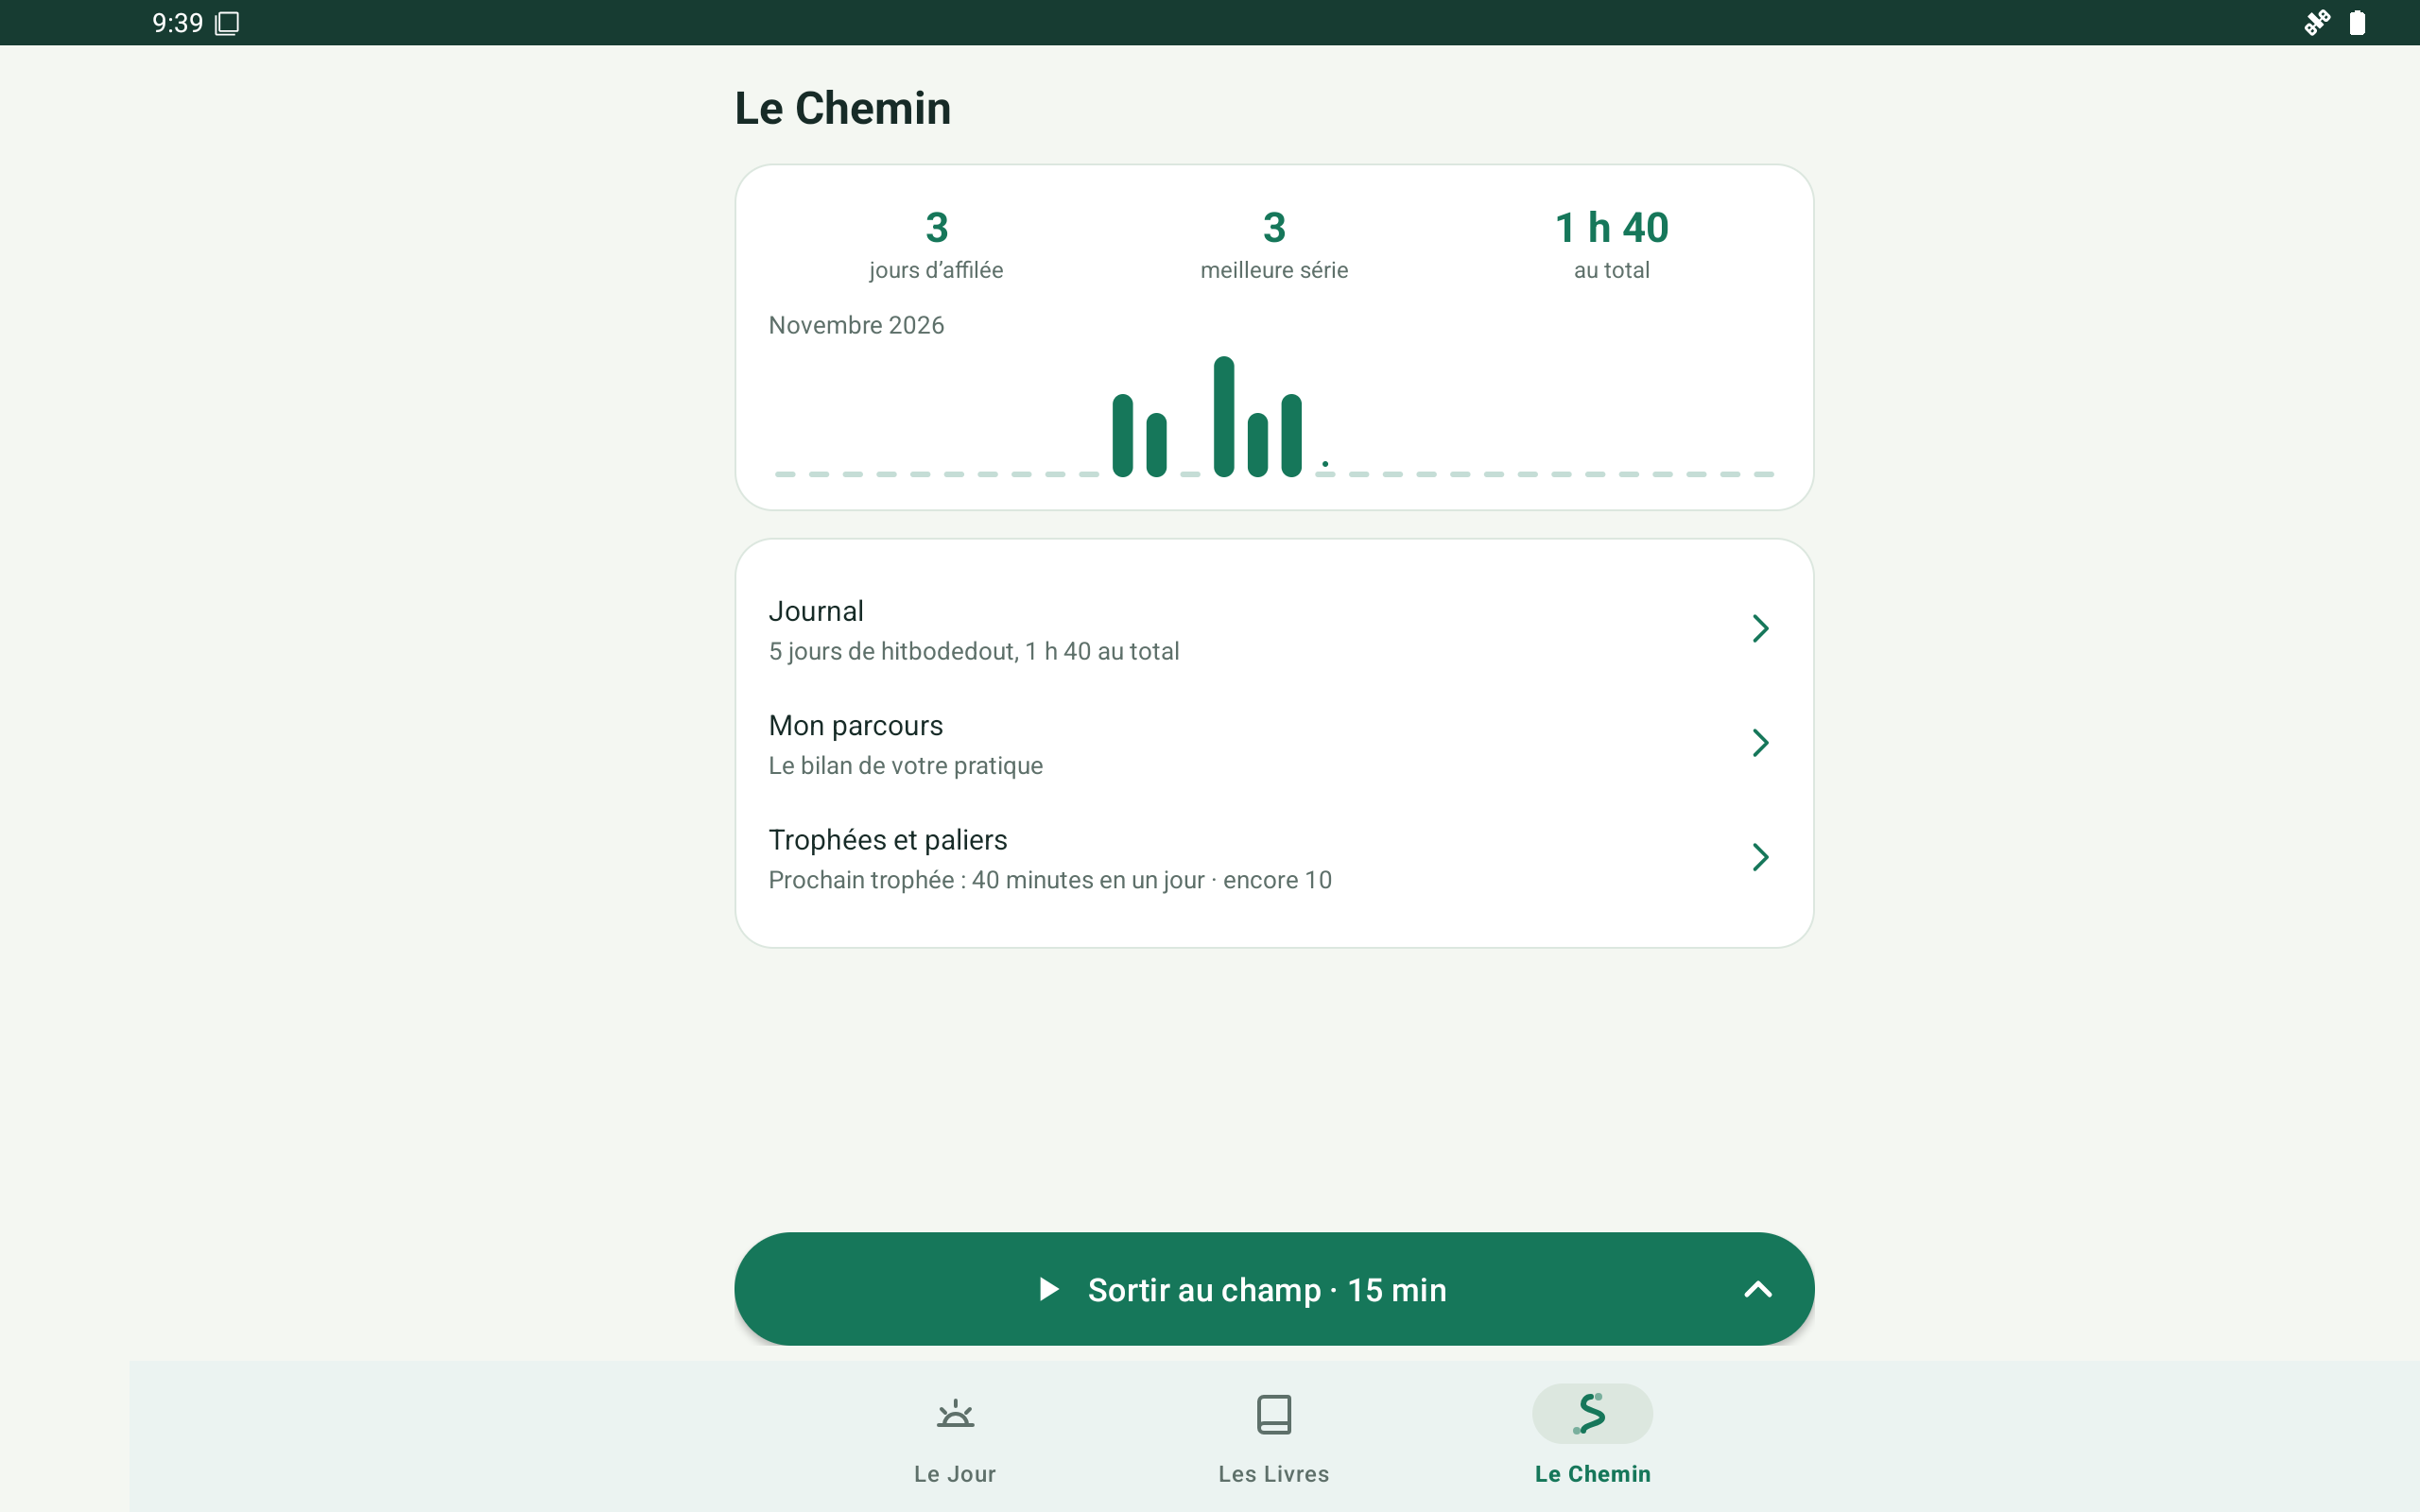 9:39
Le Chemin
3
jours d’affilée
3
meilleure série
1 h 40
au total
Novembre 2026
Journal
5 jours de hitbodedout, 1 h 40 au total
Mon parcours
Le bilan de votre pratique
Trophées et paliers
Prochain trophée : 40 minutes en un jour · encore 10
Sortir au champ · 15 min
Le Jour
Les Livres
Le Chemin